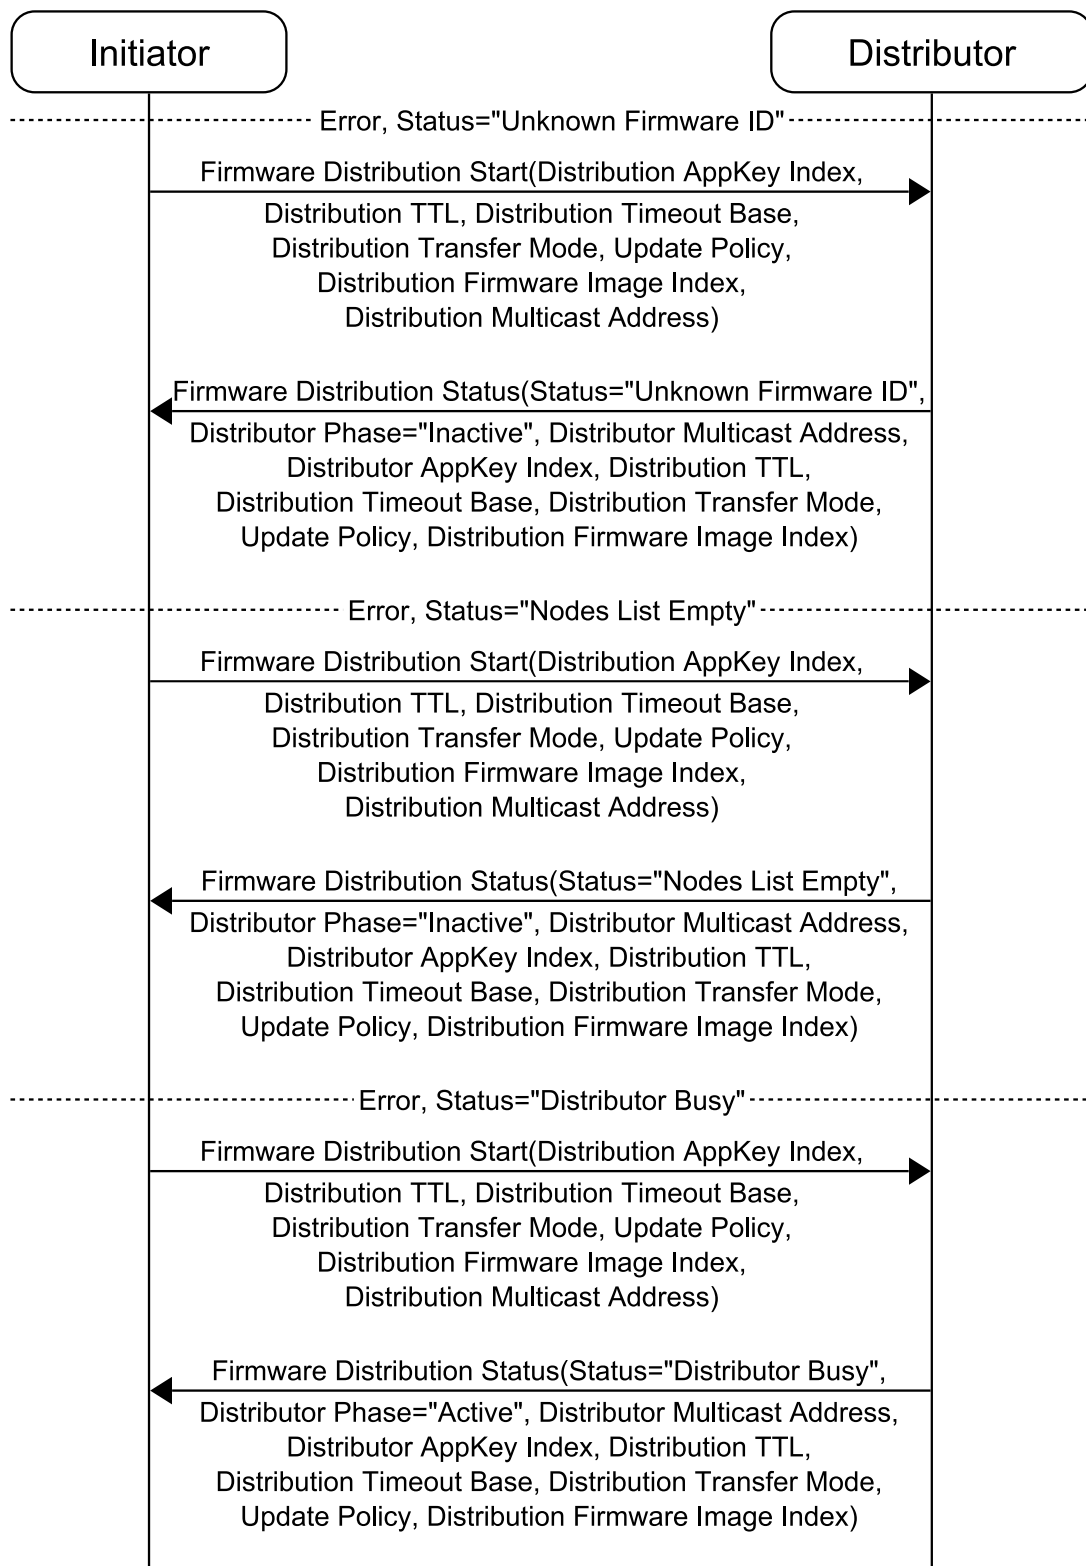 Initiator
Distributor
Error, Status="Unknown Firmware ID"
Firmware Distribution Start(Distribution AppKey Index,
Distribution TTL, Distribution Timeout Base,
Distribution Transfer Mode, Update Policy,
Distribution Firmware Image Index,
Distribution Multicast Address)
Firmware Distribution Status(Status="Unknown Firmware ID",
Distributor Phase="Inactive", Distributor Multicast Address,
Distributor AppKey Index, Distribution TTL,
Distribution Timeout Base, Distribution Transfer Mode,
Update Policy, Distribution Firmware Image Index)
Error, Status="Nodes List Empty"
Firmware Distribution Start(Distribution AppKey Index,
Distribution TTL, Distribution Timeout Base,
Distribution Transfer Mode, Update Policy,
Distribution Firmware Image Index,
Distribution Multicast Address)
Firmware Distribution Status(Status="Nodes List Empty",
Distributor Phase="Inactive", Distributor Multicast Address,
Distributor AppKey Index, Distribution TTL,
Distribution Timeout Base, Distribution Transfer Mode,
Update Policy, Distribution Firmware Image Index)
Error, Status="Distributor Busy"
Firmware Distribution Start(Distribution AppKey Index,
Distribution TTL, Distribution Timeout Base,
Distribution Transfer Mode, Update Policy,
Distribution Firmware Image Index,
Distribution Multicast Address)
Firmware Distribution Status(Status="Distributor Busy",
Distributor Phase="Active", Distributor Multicast Address,
Distributor AppKey Index, Distribution TTL,
Distribution Timeout Base, Distribution Transfer Mode,
Update Policy, Distribution Firmware Image Index)